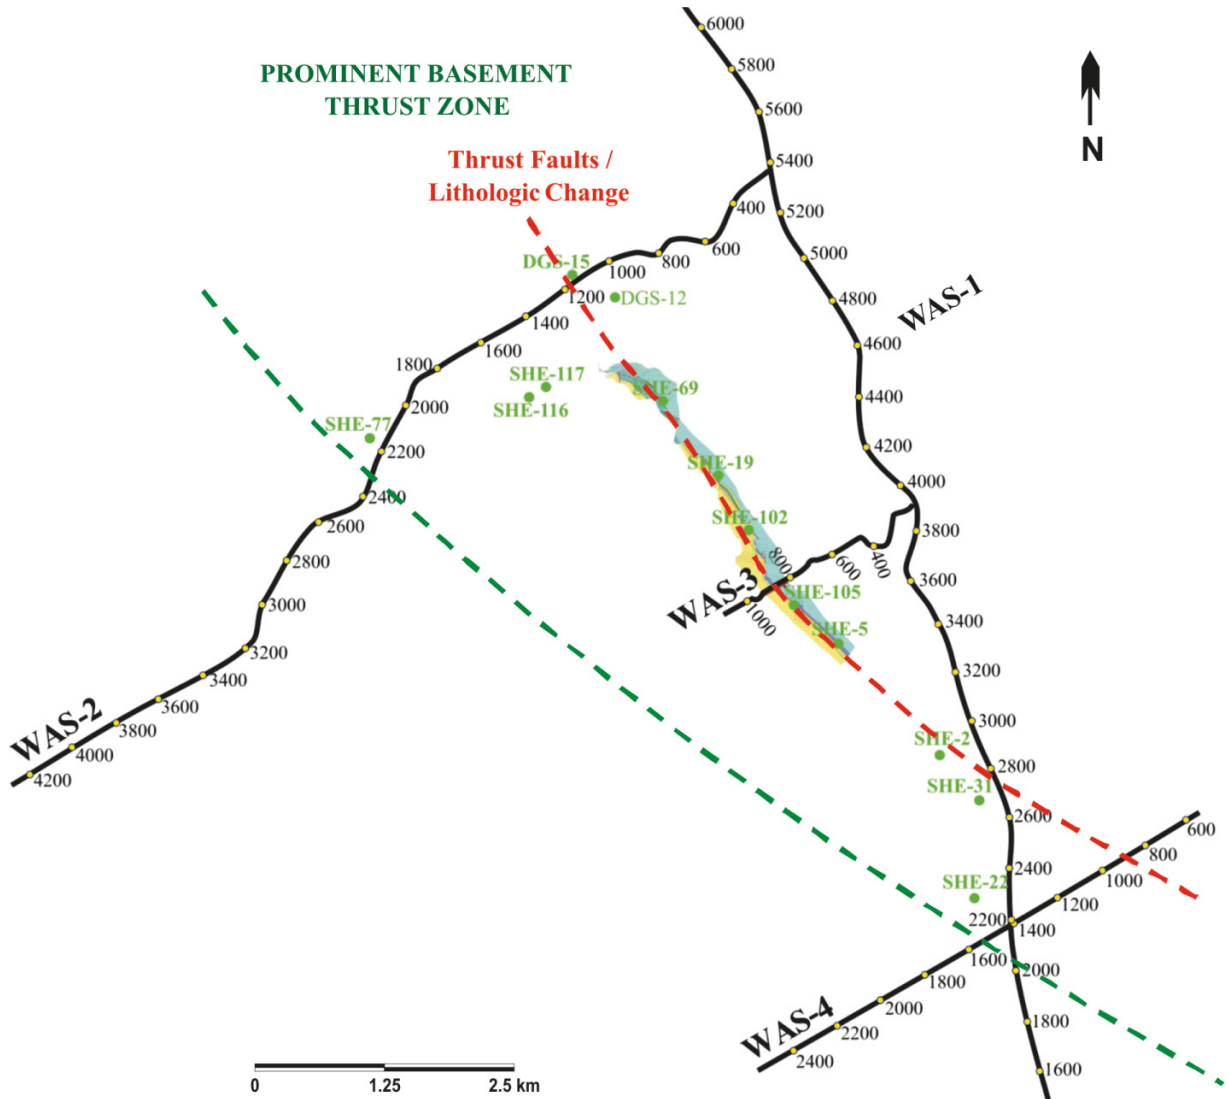 PROMINENT BASEMENT
THRUST ZONE
Thrust Faults /
Lithologic Change
N
6000
5800
5600
5400
5200
5000
4800
4600
4400
4200
4000
3800
3600
3400
3200
3000
2800
2600
2400
2200
2000
1800
1600
WAS-1
400
600
800
1000
1200
1400
1600
1800
2000
2200
2400
2600
2800
3000
3200
3400
3600
3800
4000
4200
WAS-2
400
600
800
1000
WAS-3
600
800
1000
1200
1400
1600
1800
2000
2200
2400
WAS-4
DGS-15
DGS-12
SHE-117
SHE-116
SHE-77
SHE-69
SHE-19
SHE-102
SHE-105
SHE-5
SHE-2
SHE-31
SHE-22
0 1.25 2.5 km